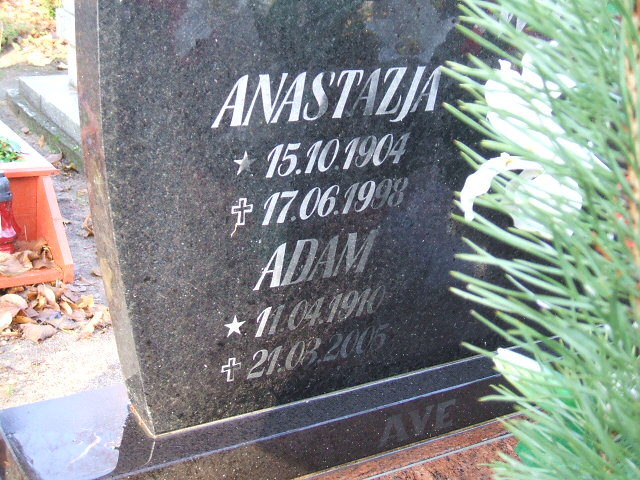 ANASTAZJA
★ 15.10.1904
✝ 17.06.1998
ADAM
★ 11.04.1910
✝ 21.03.2005
AVE